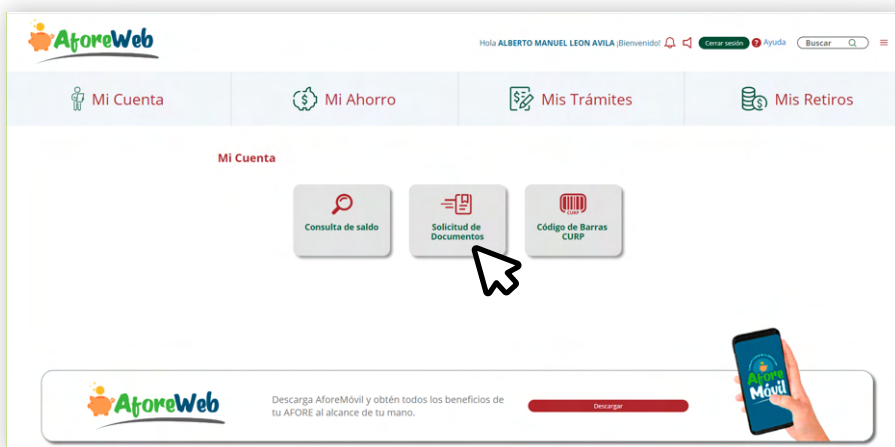 AforeWeb
Hola ALBERTO MANUEL LEON AVILA ¡Bienvenido! Cerrar sesión ? Ayuda Buscar
Mi Cuenta
Mi Ahorro
Mis Trámites
Mis Retiros
Mi Cuenta
Consulta de saldo
Solicitud de
Documentos
CURP
Código de Barras
CURP
AforeWeb
Descarga AforeMóvil y obtén todos los beneficios de
tu AFORE al alcance de tu mano.
Descargar
Afore
Móvil